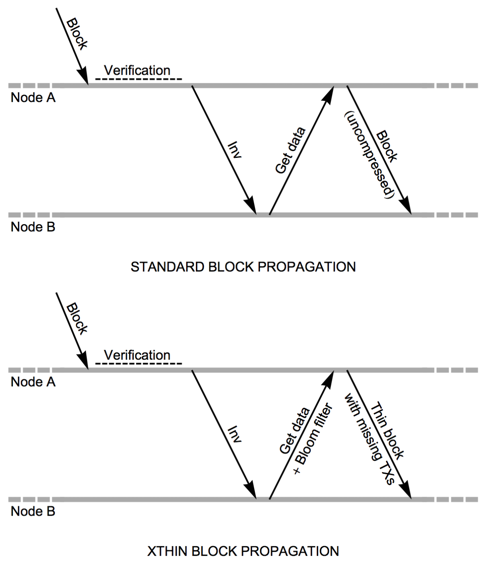 Block
Verification
Node A
Inv
Get data
Block
(uncompressed)
Node B
STANDARD BLOCK PROPAGATION
Block
Verification
Node A
Inv
Get data
+ Bloom filter
Thin block
with missing TXs
Node B
XTHIN BLOCK PROPAGATION